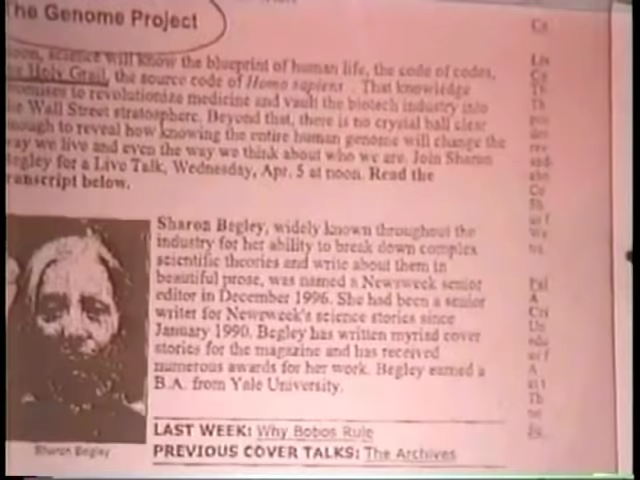 The Genome Project
soon, science will know the blueprint of human life, the code of codes,
the Holy Grail, the source code of Homo sapiens . That knowledge
promises to revolutionize medicine and vault the biotech industry into
the Wall Street stratosphere. Beyond that, there is no crystal ball clear
enough to reveal how knowing the entire human genome will change the
way we live and even the way we think about who we are. Join Sharon
Begley for a Live Talk, Wednesday, Apr. 5 at noon. Read the
transcript below.
Sharon Begley, widely known throughout the
industry for her ability to break down complex
scientific theories and write about them in
beautiful prose, was named a Newsweek senior
editor in December 1996. She had been a senior
writer for Newsweek's science stories since
January 1990. Begley has written myriad cover
stories for the magazine and has received
numerous awards for her work. Begley earned a
B.A. from Yale University.
Sharon Begley
LAST WEEK: Why Bobos Rule
PREVIOUS COVER TALKS: The Archives